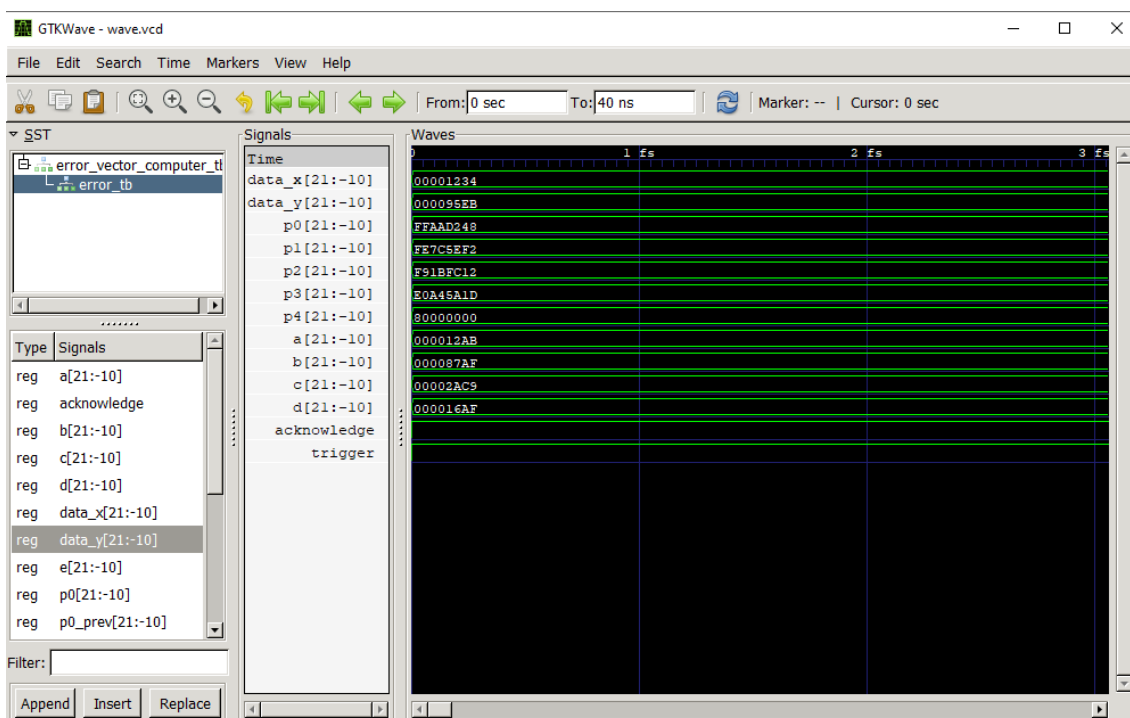 GTKWave - wave.vcd
File Edit Search Time Markers View Help
From: 0 sec To: 40 ns Marker: -- | Cursor: 0 sec
SST
error_vector_computer_tl
error_tb
Type Signals
reg a[21:-10]
reg acknowledge
reg b[21:-10]
reg c[21:-10]
reg d[21:-10]
reg data_x[21:-10]
reg data_y[21:-10]
reg e[21:-10]
reg p0[21:-10]
reg p0_prev[21:-10]
Filter:
Append Insert Replace
Signals
Time
data_x[21:-10]
data_y[21:-10]
p0[21:-10]
p1[21:-10]
p2[21:-10]
p3[21:-10]
p4[21:-10]
a[21:-10]
b[21:-10]
c[21:-10]
d[21:-10]
acknowledge
trigger
Waves
0 1 fs 2 fs 3 fs
00001234
000095EB
FFAAD248
FE7C5EF2
F91BFC12
E0A45A1D
80000000
000012AB
000087AF
00002AC9
000016AF